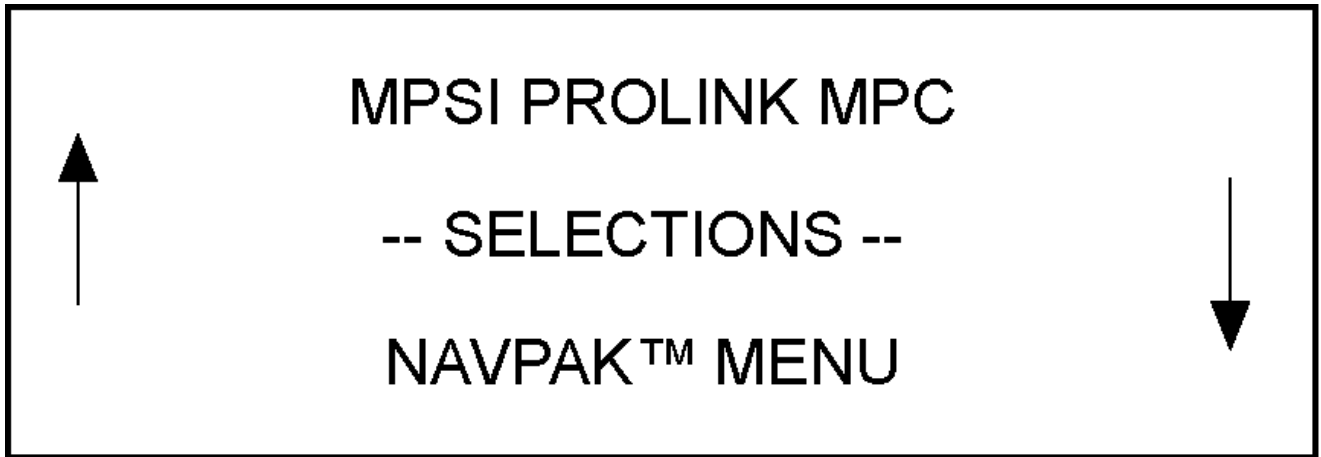 MPSI PROLINK MPC
-- SELECTIONS --
NAVPAK™ MENU